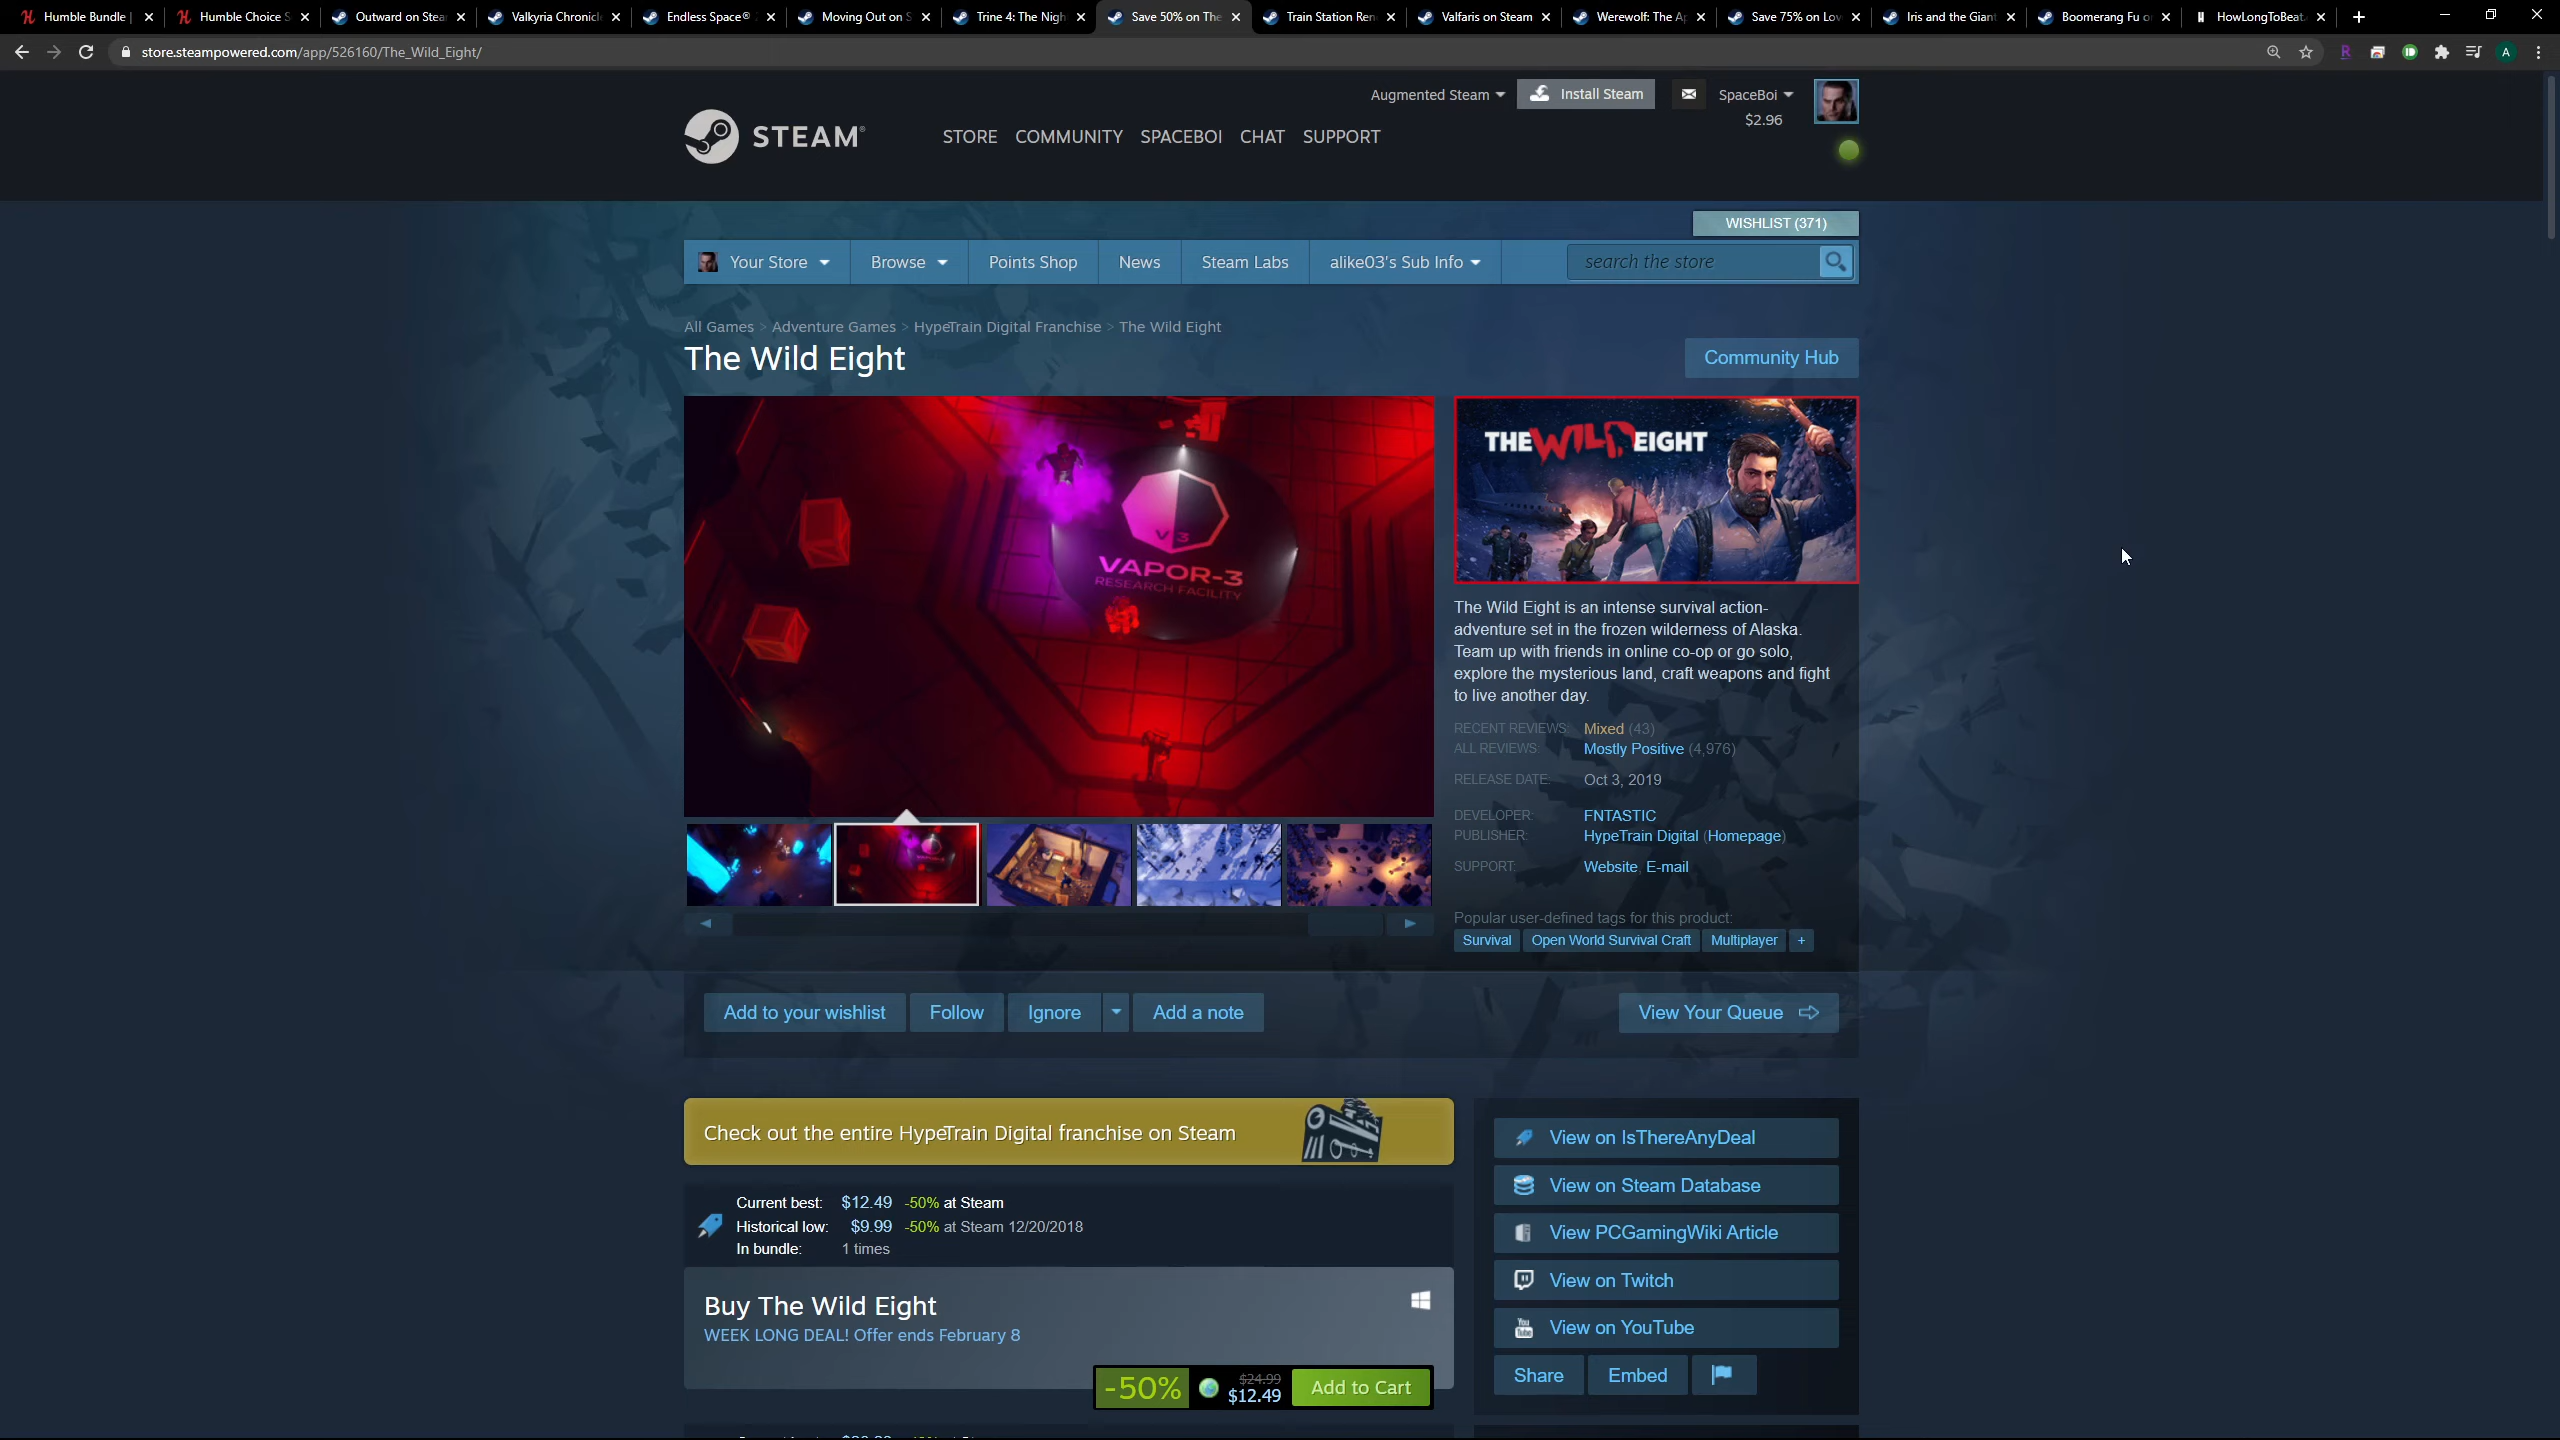 Humble Bundle |
Humble Choice S
Outward on Stea
Valkyria Chronicl
Endless Space®
Moving Out on S
Trine 4: The Nigh
Save 50% on The
Train Station Ren
Valfaris on Steam
Werewolf: The Ap
Save 75% on Lov
Iris and the Giant
Boomerang Fu o
HowLongToBeat.
store.steampowered.com/app/526160/The_Wild_Eight/
Augmented Steam
Install Steam
SpaceBoi
$2.96
STEAM®
STORE COMMUNITY SPACEBOI CHAT SUPPORT
WISHLIST (371)
Your Store
Browse
Points Shop
News
Steam Labs
alike03's Sub Info
search the store
All Games > Adventure Games > HypeTrain Digital Franchise > The Wild Eight
The Wild Eight
Community Hub
V 3
VAPOR-3
RESEARCH FACILITY
THE WILD EIGHT
The Wild Eight is an intense survival action-
adventure set in the frozen wilderness of Alaska.
Team up with friends in online co-op or go solo,
explore the mysterious land, craft weapons and fight
to live another day.
RECENT REVIEWS: Mixed (43)
ALL REVIEWS: Mostly Positive (4,976)
RELEASE DATE: Oct 3, 2019
DEVELOPER: FNTASTIC
PUBLISHER: HypeTrain Digital (Homepage)
SUPPORT: Website, E-mail
Popular user-defined tags for this product:
Survival Open World Survival Craft Multiplayer +
Add to your wishlist
Follow
Ignore
Add a note
View Your Queue
Check out the entire HypeTrain Digital franchise on Steam
Current best: $12.49 -50% at Steam
Historical low: $9.99 -50% at Steam 12/20/2018
In bundle: 1 times
Buy The Wild Eight
WEEK LONG DEAL! Offer ends February 8
-50%
$24.99
$12.49
Add to Cart
View on IsThereAnyDeal
View on Steam Database
View PCGamingWiki Article
View on Twitch
View on YouTube
Share
Embed